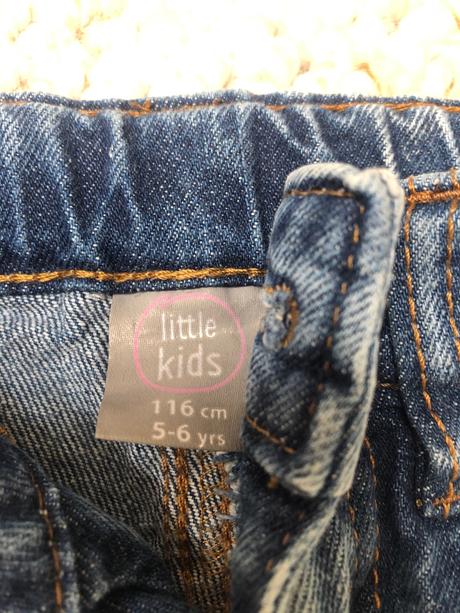 little
kids
116 cm
5-6 yrs